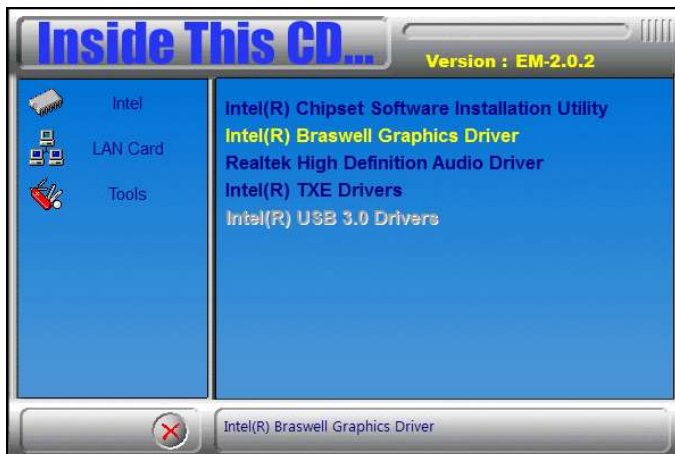 Inside This CD...
Version : EM-2.0.2
Intel
LAN Card
Tools
Intel(R) Chipset Software Installation Utility
Intel(R) Braswell Graphics Driver
Realtek High Definition Audio Driver
Intel(R) TXE Drivers
Intel(R) USB 3.0 Drivers
Intel(R) Braswell Graphics Driver